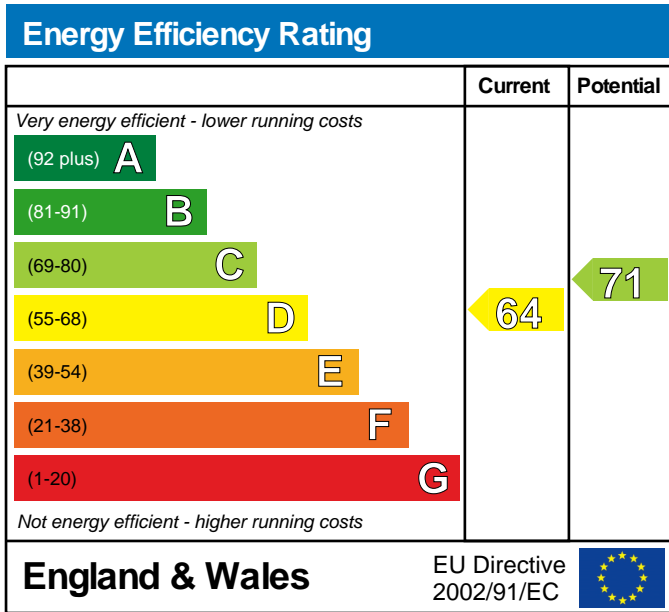 Energy Efficiency Rating
Current Potential
Very energy efficient - lower running costs
(92 plus) A
(81-91) B
(69-80) C
(55-68) D
(39-54) E
(21-38) F
(1-20) G
64
71
Not energy efficient - higher running costs
England & Wales
EU Directive
2002/91/EC